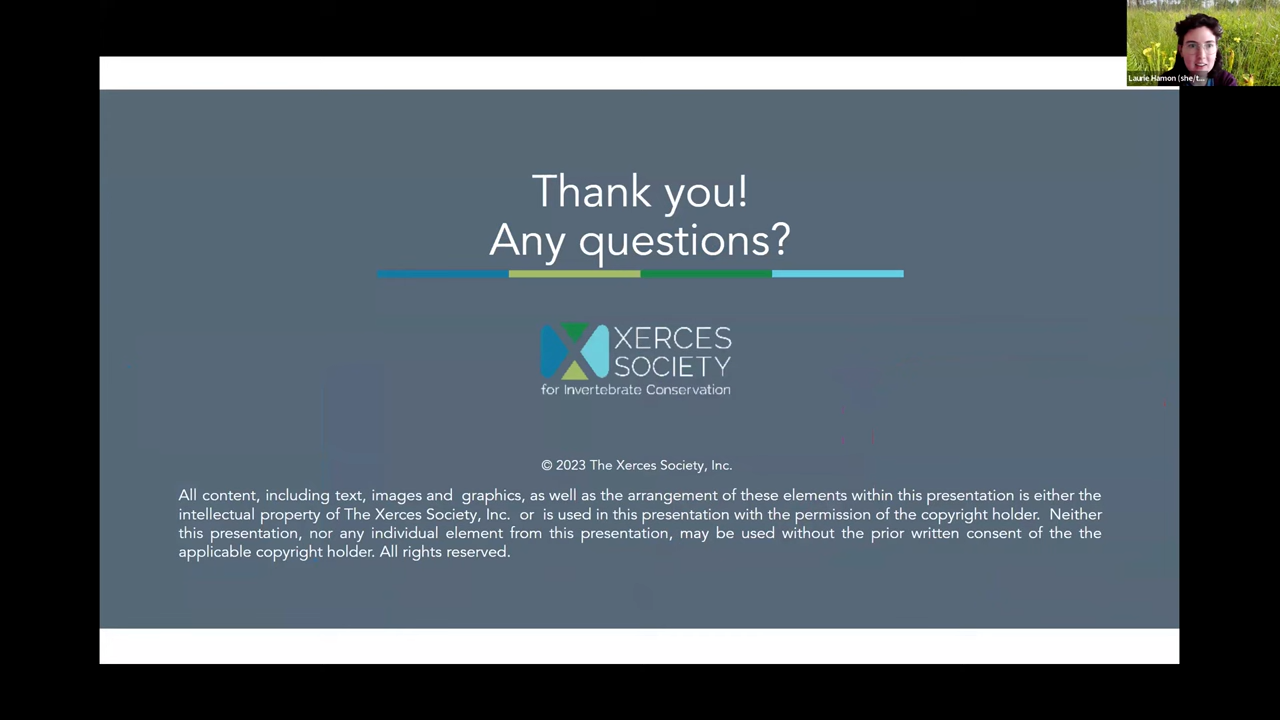 Laurie Hamon (she/t...
Thank you!
Any questions?
XERCES
SOCIETY
for Invertebrate Conservation
© 2023 The Xerces Society, Inc.
All content, including text, images and graphics, as well as the arrangement of these elements within this presentation is either the
intellectual property of The Xerces Society, Inc. or is used in this presentation with the permission of the copyright holder. Neither
this presentation, nor any individual element from this presentation, may be used without the prior written consent of the the
applicable copyright holder. All rights reserved.